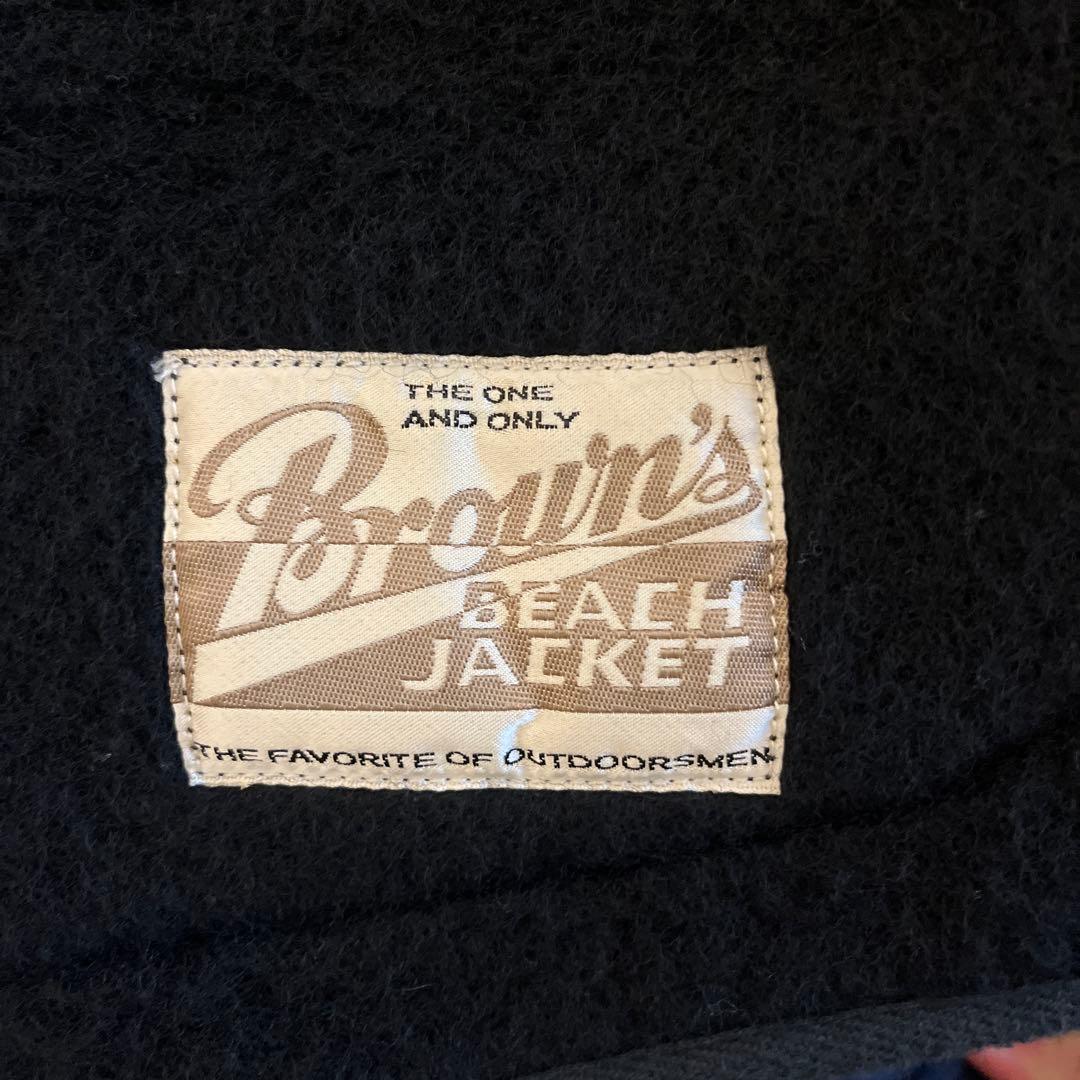 THE ONE
AND ONLY
Brown's
BEACH
JACKET
THE FAVORITE OF OUTDOORSMEN